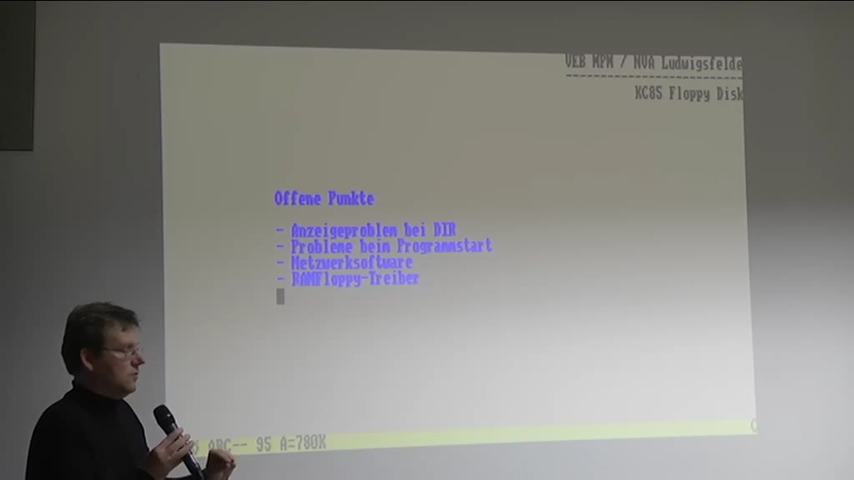 VEB MPM / NVA Ludwigsfelde
KC85 Floppy Disk
Offene Punkte
- Anzeigeproblem bei DIR
- Probleme beim Programmstart
- Netzwerksoftware
- RAMFloppy-Treiber
ABC-- 95 A=780K